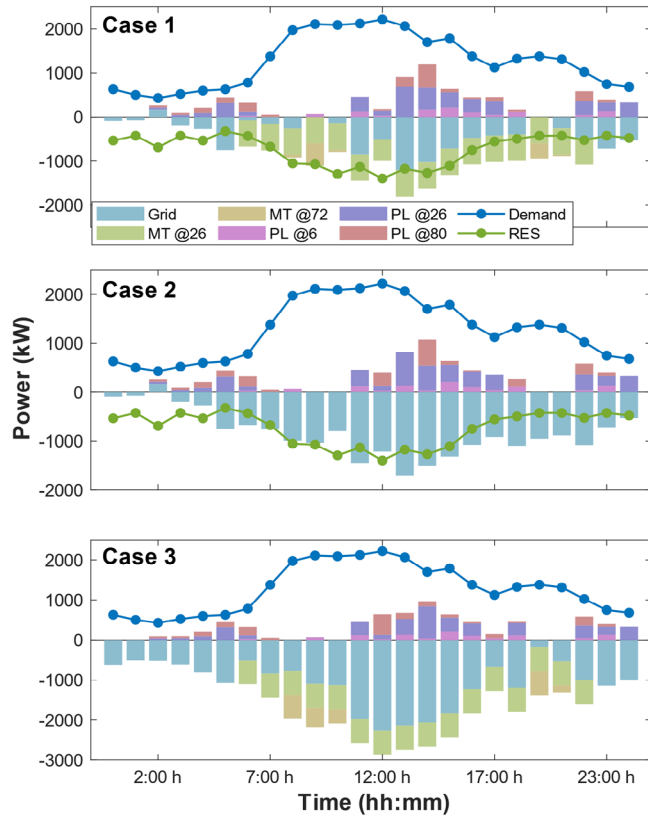 Case 1
2000
1000
0
-1000
-2000
Grid MT @72 PL @26 Demand
MT @26 PL @6 PL @80 RES
Case 2
2000
1000
0
-1000
-2000
Power (kW)
Case 3
2000
1000
0
-1000
-2000
-3000
2:00 h 7:00 h 12:00 h 17:00 h 23:00 h
Time (hh:mm)